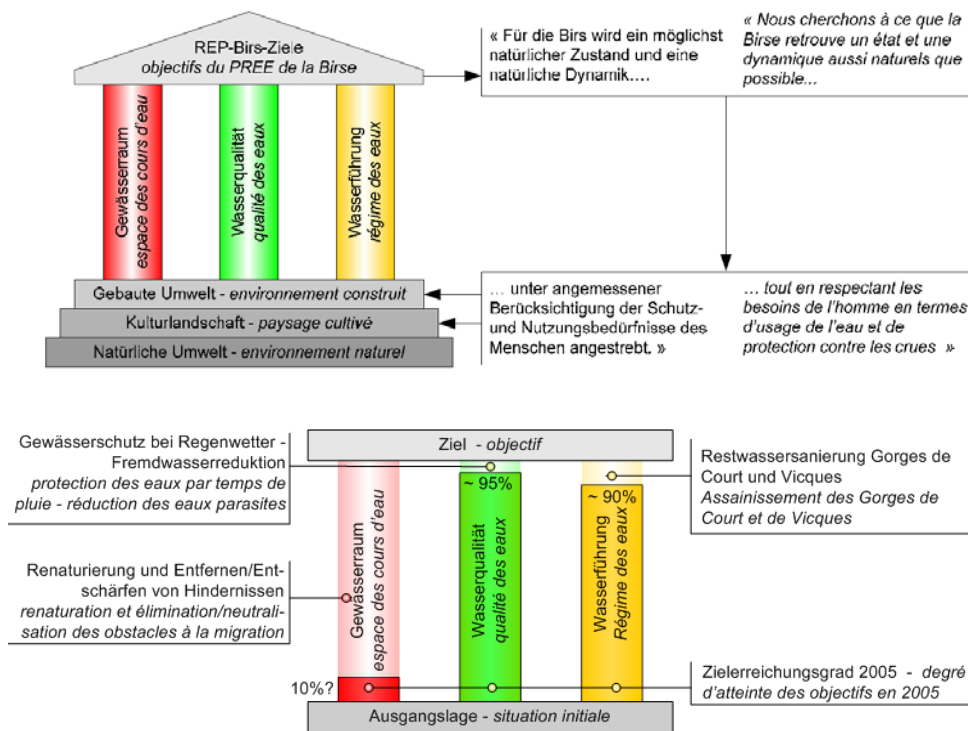 REP-Birs-Ziele
objectifs du PREE de la Birse
« Für die Birs wird ein möglichst
natürlicher Zustand und eine
natürliche Dynamik….
« Nous cherchons à ce que la
Birse retrouve un état et une
dynamique aussi naturels que
possible...
Gewässerraum
espace des cours d'eau
Wasserqualität
qualité des eaux
Wasserführung
régime des eaux
Gebaute Umwelt - environnement construit
Kulturlandschaft - paysage cultivé
Natürliche Umwelt - environnement naturel
... unter angemessener
Berücksichtigung der Schutz-
und Nutzungsbedürfnisse des
Menschen angestrebt. »
... tout en respectant les
besoins de l'homme en termes
d'usage de l'eau et de
protection contre les crues »
Gewässerschutz bei Regenwetter -
Fremdwasserreduktion
protection des eaux par temps de
pluie - réduction des eaux parasites
Ziel - objectif
Restwassersanierung Gorges de
Court und Vicques
Assainissement des Gorges de
Court et de Vicques
~ 95%
~ 90%
Renaturierung und Entfernen/Ent-
schärfen von Hindernissen
renaturation et élimination/neutrali-
sation des obstacles à la migration
Gewässerraum
espace des cours d'eau
Wasserqualität
qualité des eaux
Wasserführung
Régime des eaux
10%?
Zielerreichungsgrad 2005 - degré
d'atteinte des objectifs en 2005
Ausgangslage - situation initiale